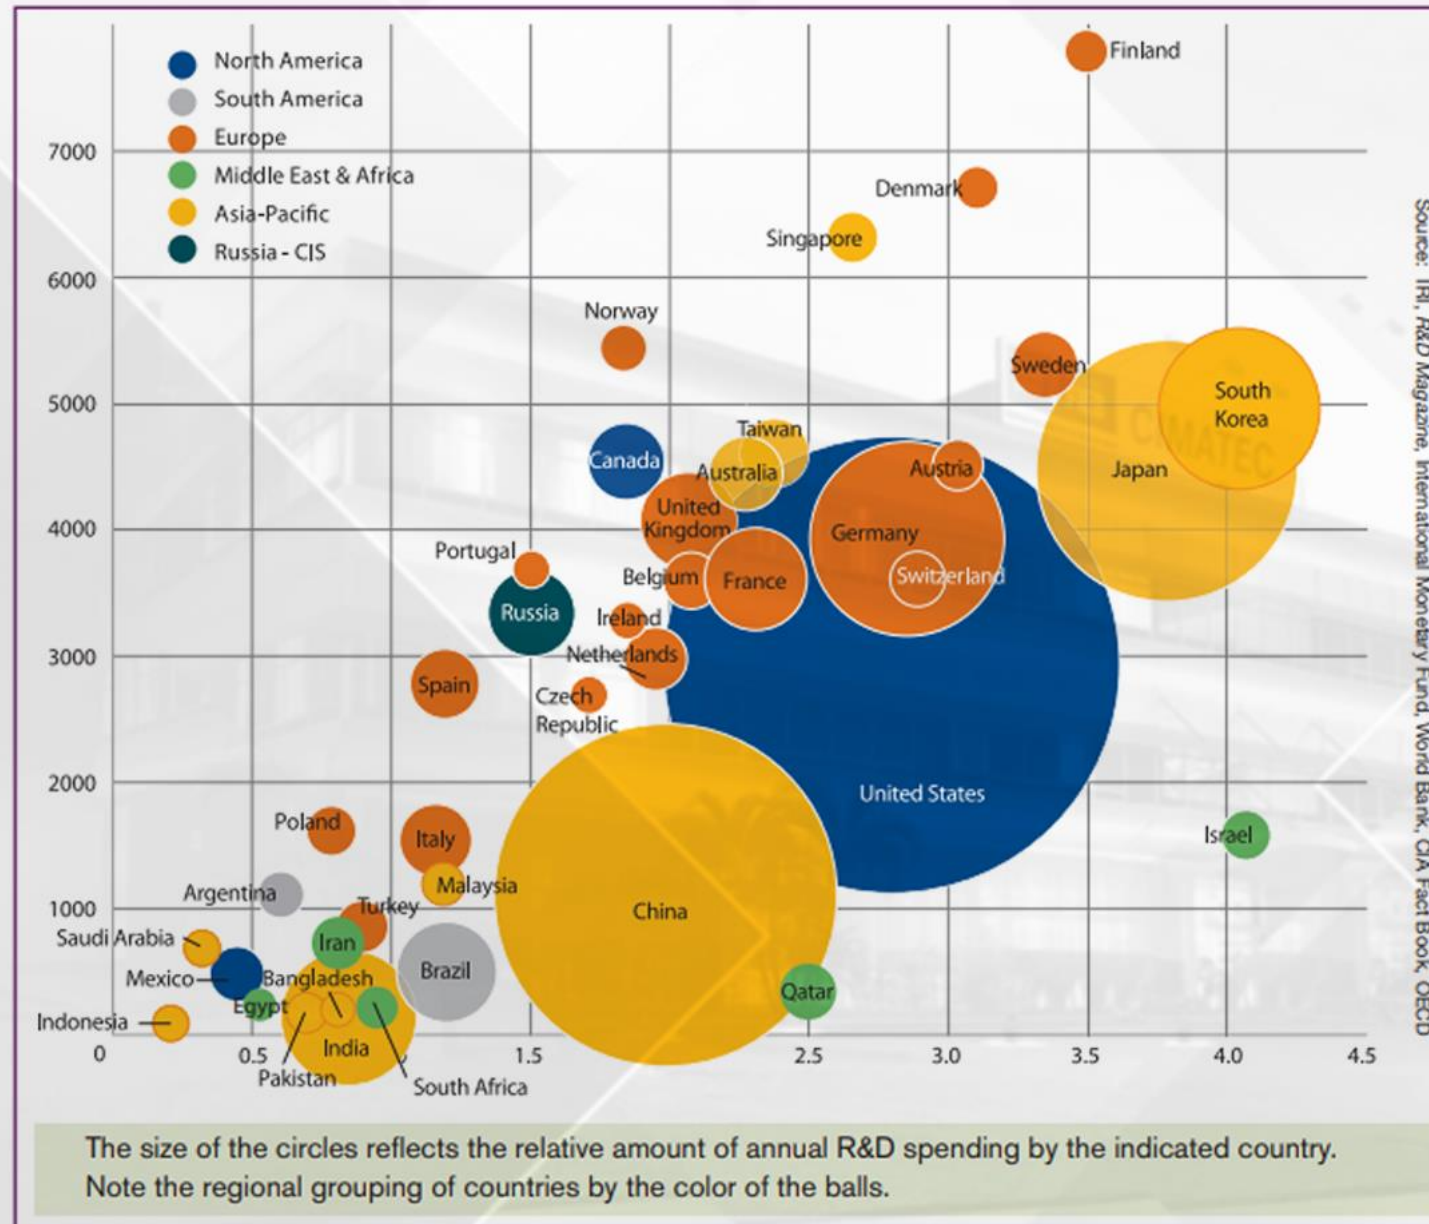 North America
South America
Europe
Middle East & Africa
Asia-Pacific
Russia - CIS
7000
6000
5000
4000
3000
2000
1000
Finland
Denmark
Singapore
Norway
Sweden
South
Korea
Japan
Taiwan
Canada
Australia
Austria
United
Kingdom
Germany
Portugal
Belgium
France
Switzerland
Russia
Ireland
Netherlands
Spain
Czech
Republic
United States
Poland
Italy
Israel
Argentina
Malaysia
Turkey
China
Saudi Arabia
Iran
Mexico
Bangladesh
Brazil
Egypt
Qatar
Indonesia
India
Pakistan
South Africa
0
0.5
1.5
2.5
3.0
3.5
4.0
4.5
CIMATEC
Source: IRI, R&D Magazine, International Monetary Fund, World Bank, CIA Fact Book, OECD
The size of the circles reflects the relative amount of annual R&D spending by the indicated country.
Note the regional grouping of countries by the color of the balls.